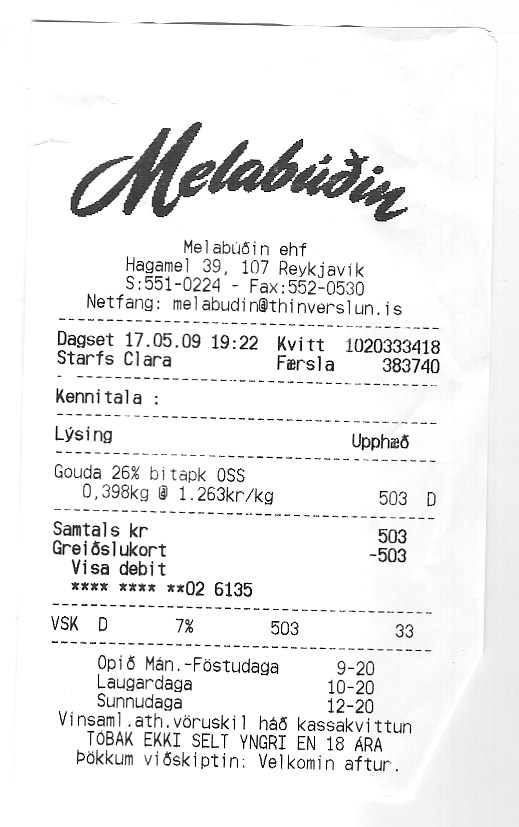 Melabúðin
Melabúðin ehf
Hagamel 39, 107 Reykjavík
S:551-0224 - Fax:552-0530
Netfang: melabudin@thinverslun.is
Dagset 17.05.09 19:22 Kvitt 1020333418
Starfs Clara Færsla 383740
Kennitala :
Lýsing Upphæð
Gouda 26% bitapk OSS
0,398kg @ 1.263kr/kg 503 D
Samtals kr 503
Greiðslukort -503
Visa debit
**** **** **02 6135
VSK D 7% 503 33
Opið Mán.-Föstudaga 9-20
Laugardaga 10-20
Sunnudaga 12-20
Vinsaml.ath.vöruskil háð kassakvittun
TÓBAK EKKI SELT YNGRI EN 18 ÁRA
Þökkum viðskiptin: Velkomin aftur.